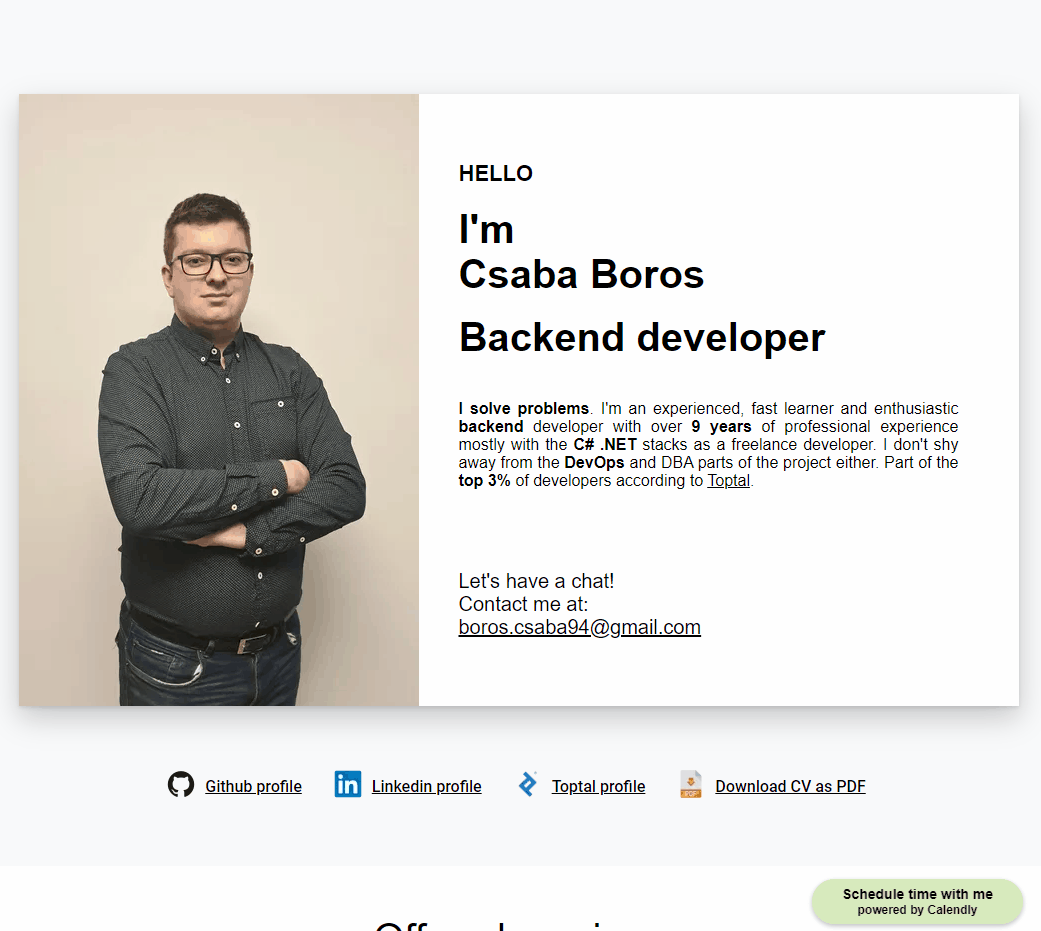 HELLO
I'm
Csaba Boros
Backend developer
I solve problems. I'm an experienced, fast learner and enthusiastic
backend developer with over 9 years of professional experience
mostly with the C# .NET stacks as a freelance developer. I don't shy
away from the DevOps and DBA parts of the project either. Part of the
top 3% of developers according to Toptal.
Let's have a chat!
Contact me at:
boros.csaba94@gmail.com
Github profile
Linkedin profile
Toptal profile
Download CV as PDF
Schedule time with me
powered by Calendly